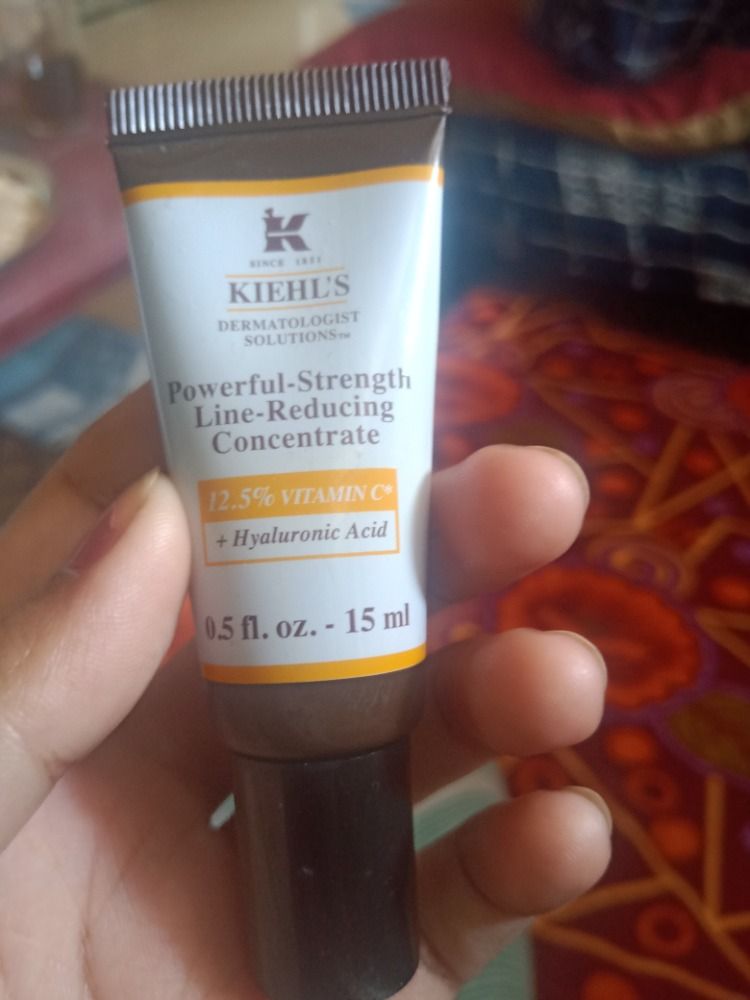 K
SINCE 1851
KIEHL'S
DERMATOLOGIST
SOLUTIONS™
Powerful-Strength
Line-Reducing
Concentrate
12.5% VITAMIN C*
+ Hyaluronic Acid
0.5 fl. oz. - 15 ml